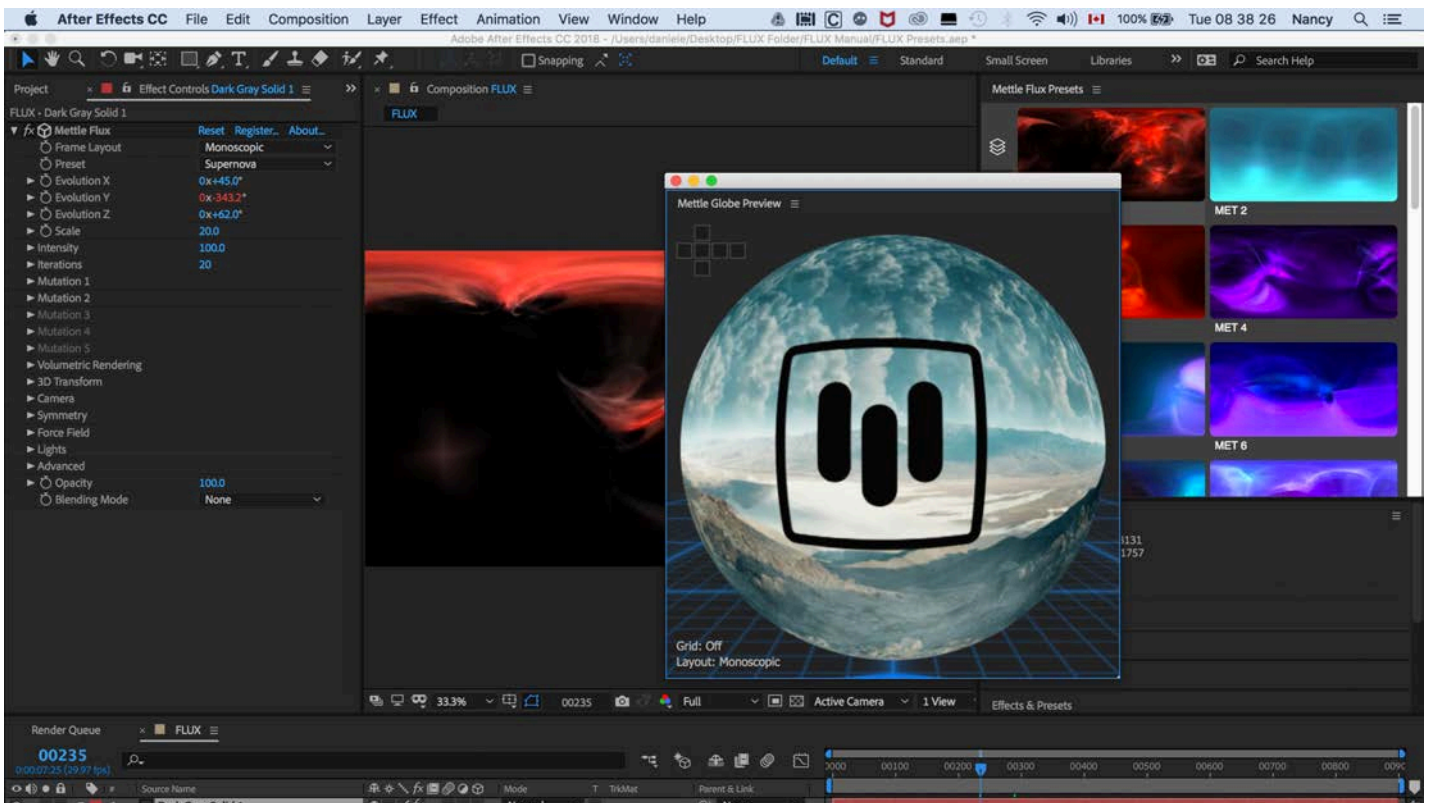 After Effects CC File Edit Composition Layer Effect Animation View Window Help 100% Tue 08 38 26 Nancy
Adobe After Effects CC 2018 - /Users/daniele/Desktop/FLUX Folder/FLUX Manual/FLUX Presets.aep *
Snapping Default Standard Small Screen Libraries Search Help
Project Effect Controls Dark Gray Solid 1 Composition FLUX Mettle Flux Presets
FLUX • Dark Gray Solid 1 FLUX
fx Mettle Flux Reset Register... About...
Frame Layout Monoscopic
Preset Supernova
Evolution X 0x+45.0°
Evolution Y 0x-343.2°
Evolution Z 0x+62.0°
Scale 20.0
Intensity 100.0
Iterations 20
Mutation 1
Mutation 2
Mutation 3
Mutation 4
Mutation 5
Volumetric Rendering
3D Transform
Camera
Symmetry
Force Field
Lights
Advanced
Opacity 100.0
Blending Mode None
Mettle Globe Preview
MET 2
MET 4
MET 6
1757
Grid: Off
Layout: Monoscopic
33.3% 00235 Full Active Camera 1 View
Effects & Presets
Render Queue FLUX
00235
0:00:07:25 (29.97 fps)
00100 00200 00300 00400 00500 00600 00700 00800
# Source Name fx Mode T TrkMat Parent & Link